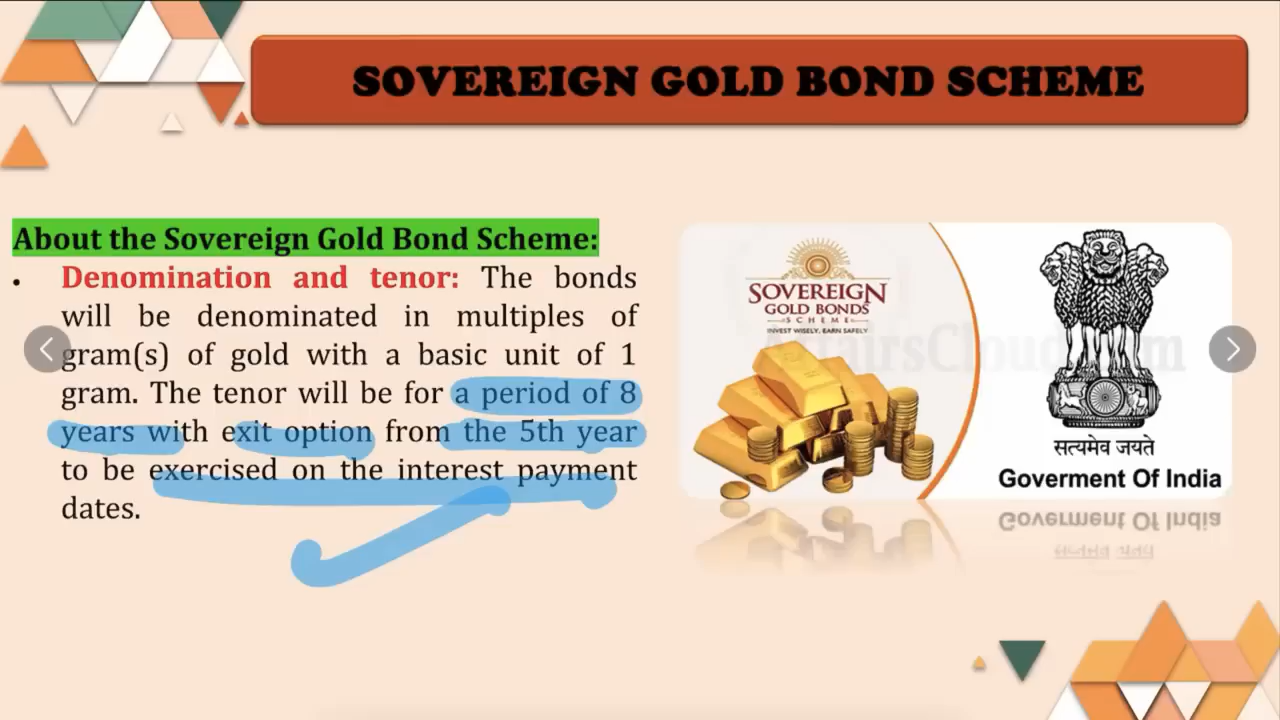 SOVEREIGN GOLD BOND SCHEME
About the Sovereign Gold Bond Scheme:
• Denomination and tenor: The bonds
will be denominated in multiples of
gram(s) of gold with a basic unit of 1
gram. The tenor will be for a period of 8
years with exit option from the 5th year
to be exercised on the interest payment
dates.
SOVEREIGN
GOLD BONDS
SCHEME
INVEST WISELY, EARN SAFELY
AffairsCloud.com
सत्यमेव जयते
Goverment Of India